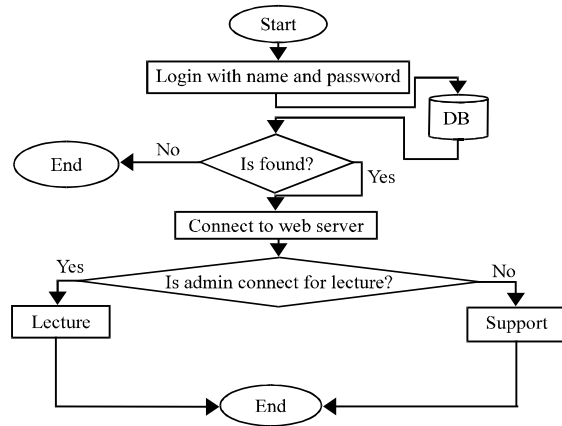 Start
Login with name and password
DB
No
End
Is found?
Yes
Connect to web server
Yes
Is admin connect for lecture?
No
Lecture
Support
End